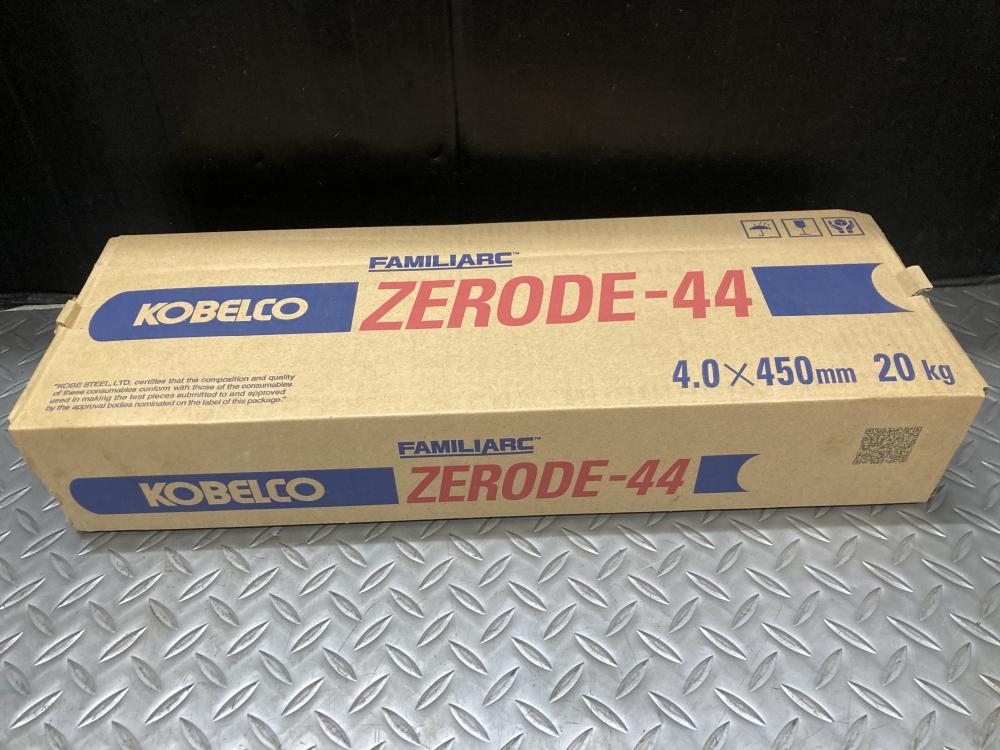 FAMILIARC™
KOBELCO ZERODE-44
4.0×450mm 20kg
"KOBE STEEL, LTD. certifies that the composition and quality
of these consumables conform with those of the consumables
used in making the test pieces submitted to and approved
by the approval bodies nominated on the label of this package."
FAMILIARC™
KOBELCO ZERODE-44